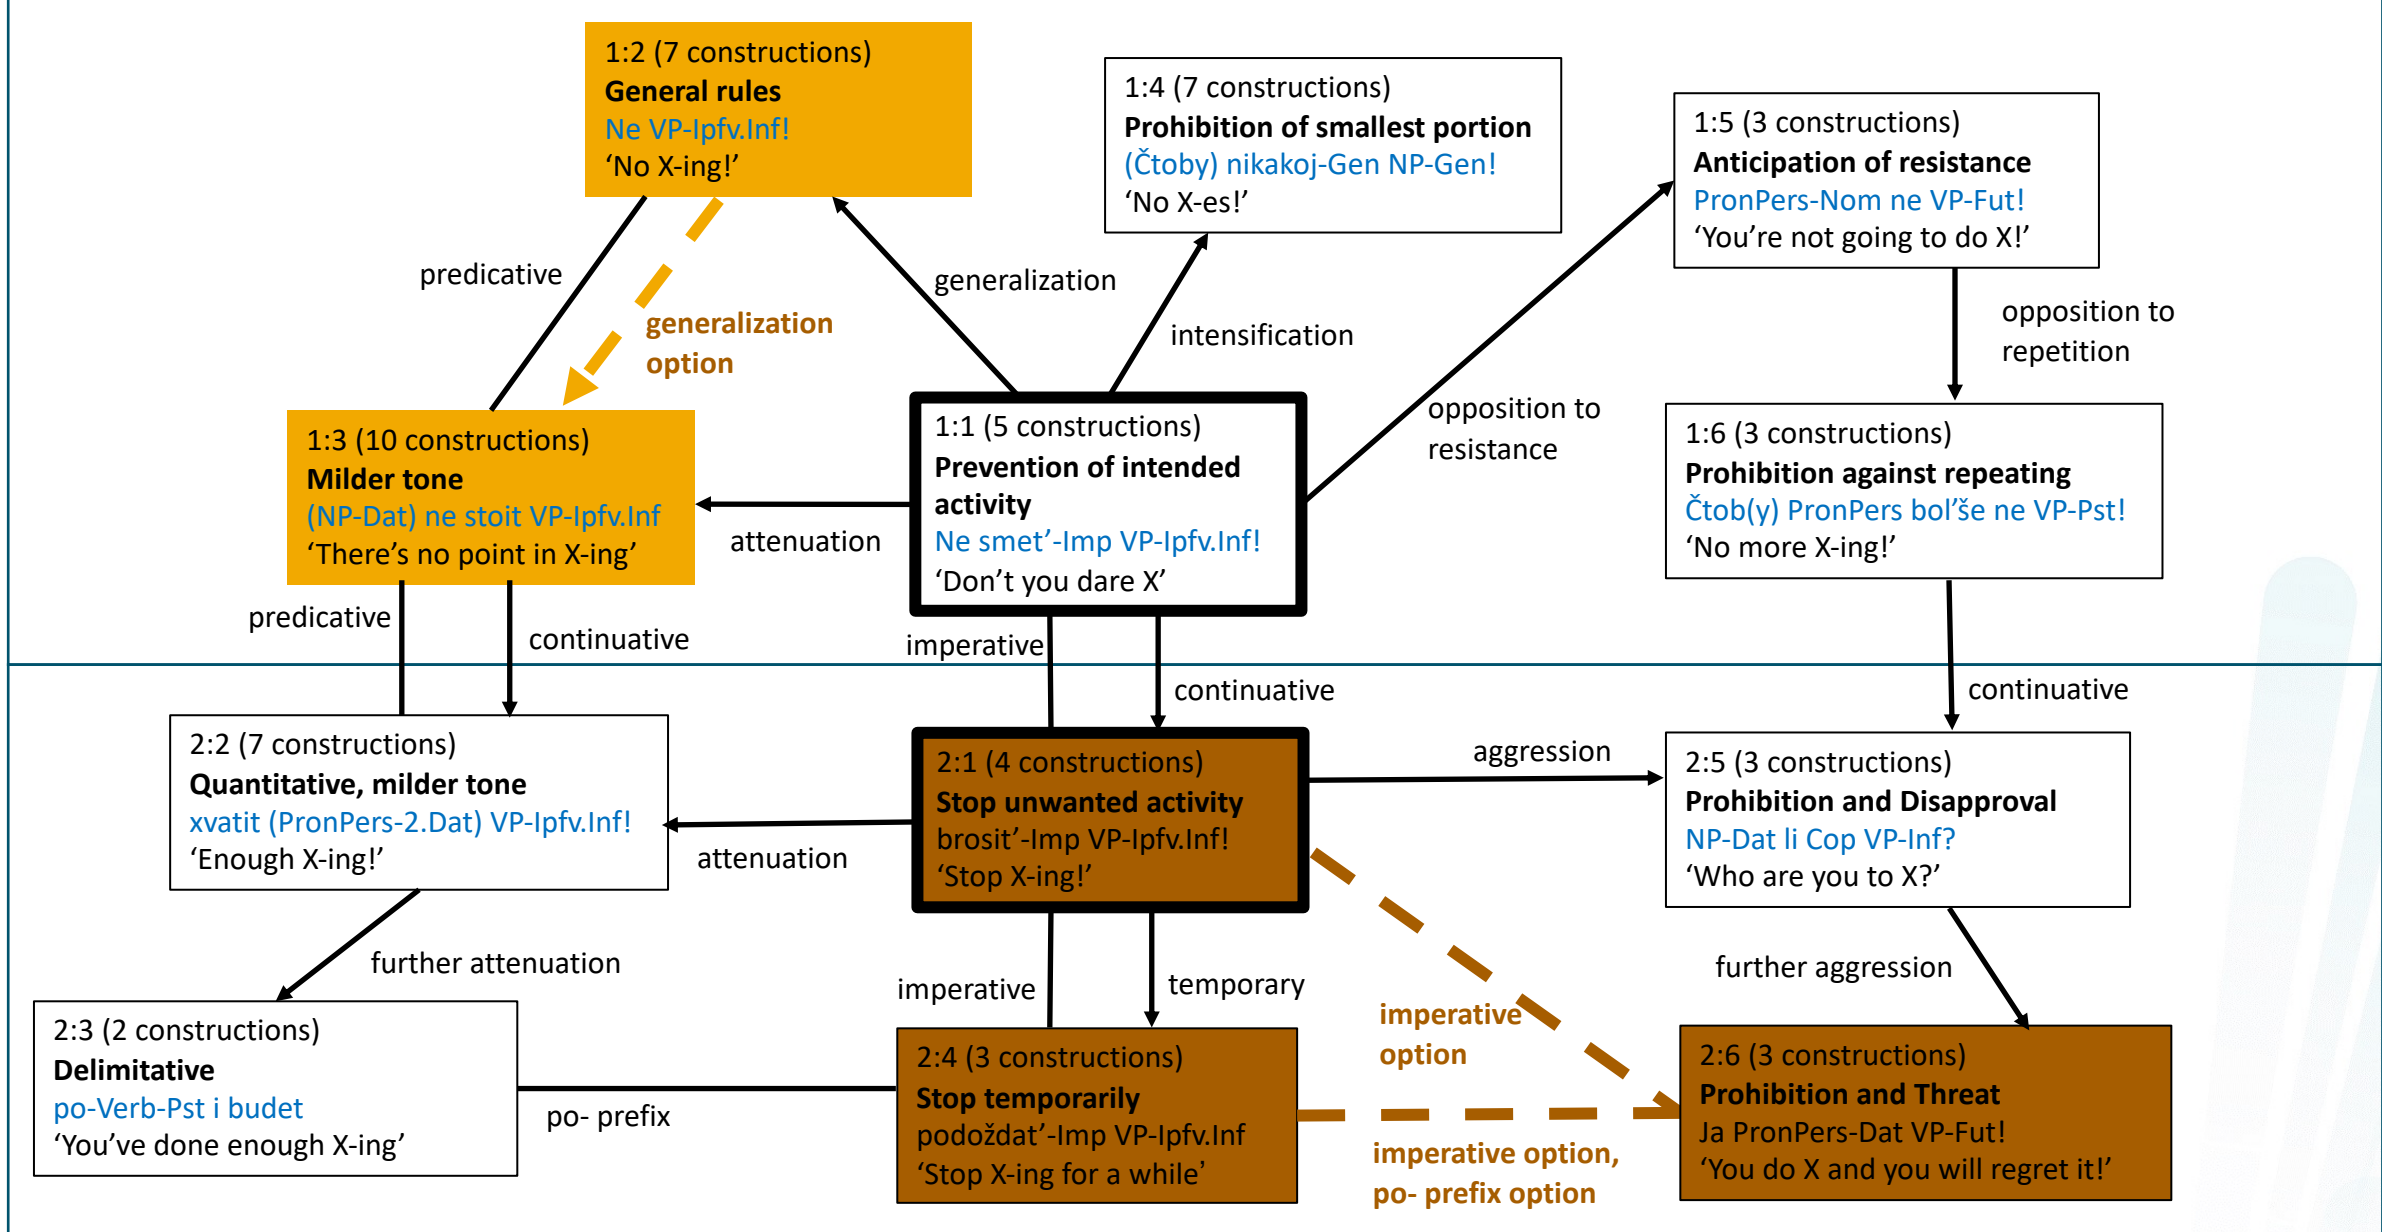 1:2 (7 constructions)
General rules
Ne VP-Ipfv.Inf!
‘No X-ing!’
1:4 (7 constructions)
Prohibition of smallest portion
(Čtoby) nikakoj-Gen NP-Gen!
‘No X-es!’
1:5 (3 constructions)
Anticipation of resistance
PronPers-Nom ne VP-Fut!
‘You’re not going to do X!’
predicative
generalization
option
generalization
intensification
opposition to
resistance
opposition to
repetition
1:3 (10 constructions)
Milder tone
(NP-Dat) ne stoit VP-Ipfv.Inf
‘There’s no point in X-ing’
attenuation
1:1 (5 constructions)
Prevention of intended
activity
Ne smet’-Imp VP-Ipfv.Inf!
‘Don’t you dare X’
1:6 (3 constructions)
Prohibition against repeating
Čtob(y) PronPers bol’še ne VP-Pst!
‘No more X-ing!’
predicative
continuative
imperative
continuative
continuative
2:2 (7 constructions)
Quantitative, milder tone
xvatit (PronPers-2.Dat) VP-Ipfv.Inf!
‘Enough X-ing!’
attenuation
2:1 (4 constructions)
Stop unwanted activity
brosit’-Imp VP-Ipfv.Inf!
‘Stop X-ing!’
aggression
2:5 (3 constructions)
Prohibition and Disapproval
NP-Dat li Cop VP-Inf?
‘Who are you to X?’
further attenuation
imperative
temporary
imperative
option
further aggression
2:3 (2 constructions)
Delimitative
po-Verb-Pst i budet
‘You’ve done enough X-ing’
po- prefix
2:4 (3 constructions)
Stop temporarily
podoždat’-Imp VP-Ipfv.Inf
‘Stop X-ing for a while’
imperative option,
po- prefix option
2:6 (3 constructions)
Prohibition and Threat
Ja PronPers-Dat VP-Fut!
‘You do X and you will regret it!’